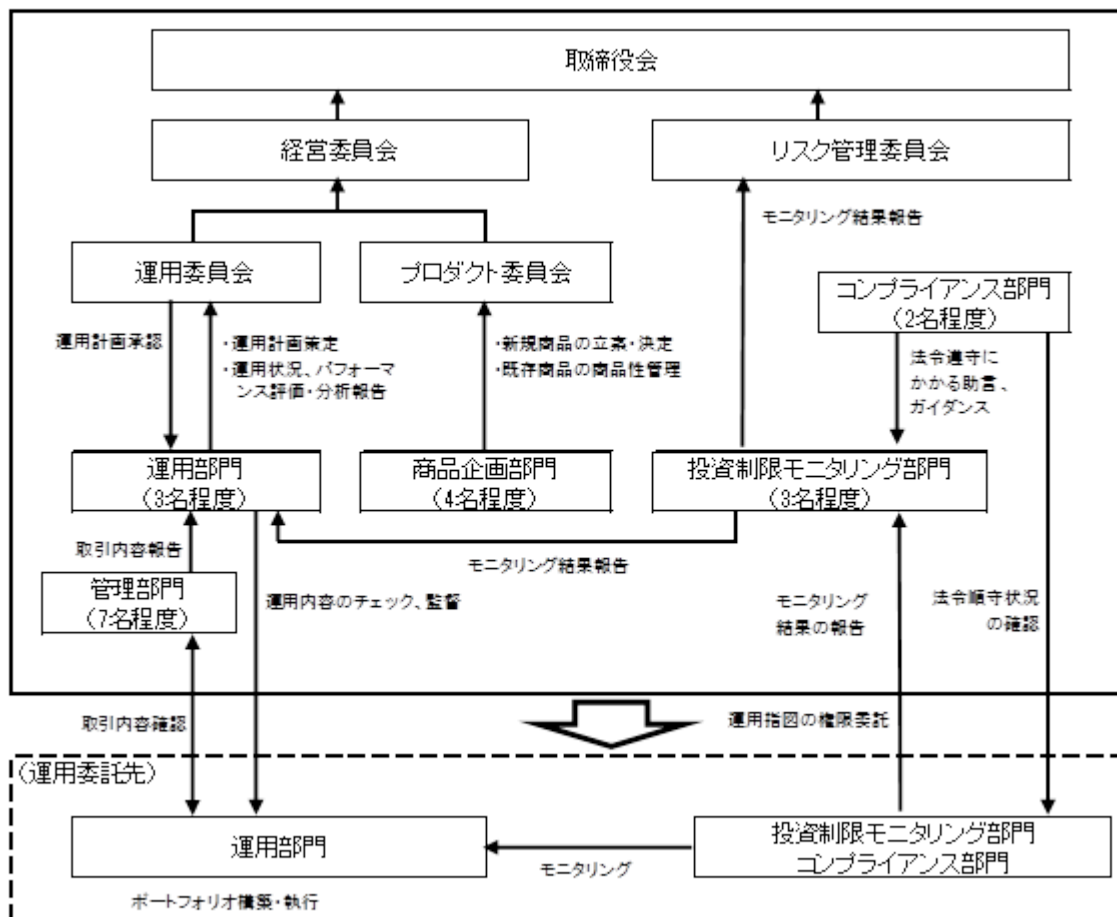 取締役会
経営委員会
リスク管理委員会
モニタリング結果報告
運用委員会
プロダクト委員会
コンプライアンス部門
(2名程度)
運用計画承認
・運用計画策定
・運用状況、パフォーマ
ンス評価・分析報告
・新規商品の立案・決定
・既存商品の商品性管理
法令遵守に
かかる助言、
ガイダンス
運用部門
(3名程度)
商品企画部門
(4名程度)
投資制限モニタリング部門
(3名程度)
取引内容報告
モニタリング結果報告
管理部門
(7名程度)
運用内容のチェック、監督
モニタリング
結果の報告
法令順守状況
の確認
取引内容確認
運用指図の権限委託
(運用委託先)
運用部門
モニタリング
投資制限モニタリング部門
コンプライアンス部門
ポートフォリオ構築・執行